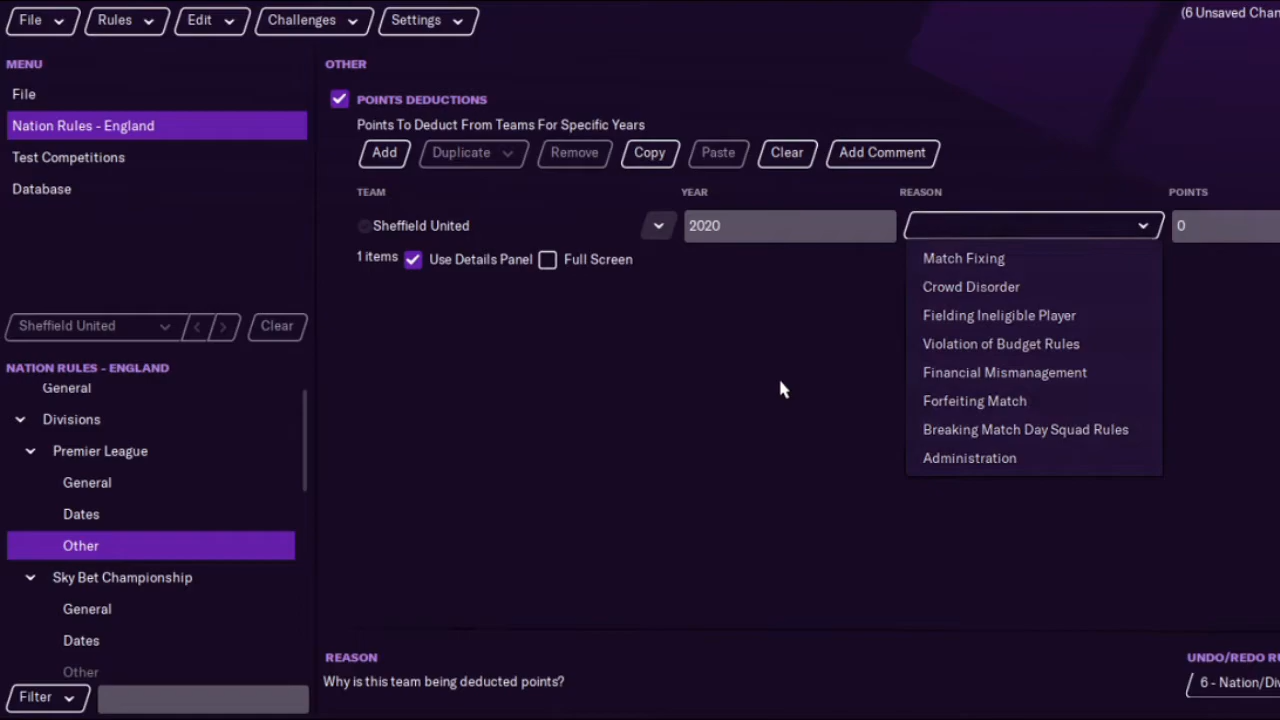 File Rules Edit Challenges Settings (6 Unsaved Chan
MENU
File
Nation Rules - England
Test Competitions
Database
Sheffield United < > Clear
NATION RULES - ENGLAND
General
Divisions
Premier League
General
Dates
Other
Sky Bet Championship
General
Dates
Other
Filter
OTHER
POINTS DEDUCTIONS
Points To Deduct From Teams For Specific Years
Add Duplicate Remove Copy Paste Clear Add Comment
TEAM YEAR REASON POINTS
Sheffield United 2020 0
1 items Use Details Panel Full Screen
Match Fixing
Crowd Disorder
Fielding Ineligible Player
Violation of Budget Rules
Financial Mismanagement
Forfeiting Match
Breaking Match Day Squad Rules
Administration
REASON
Why is this team being deducted points?
UNDO/REDO RU
6 - Nation/Div